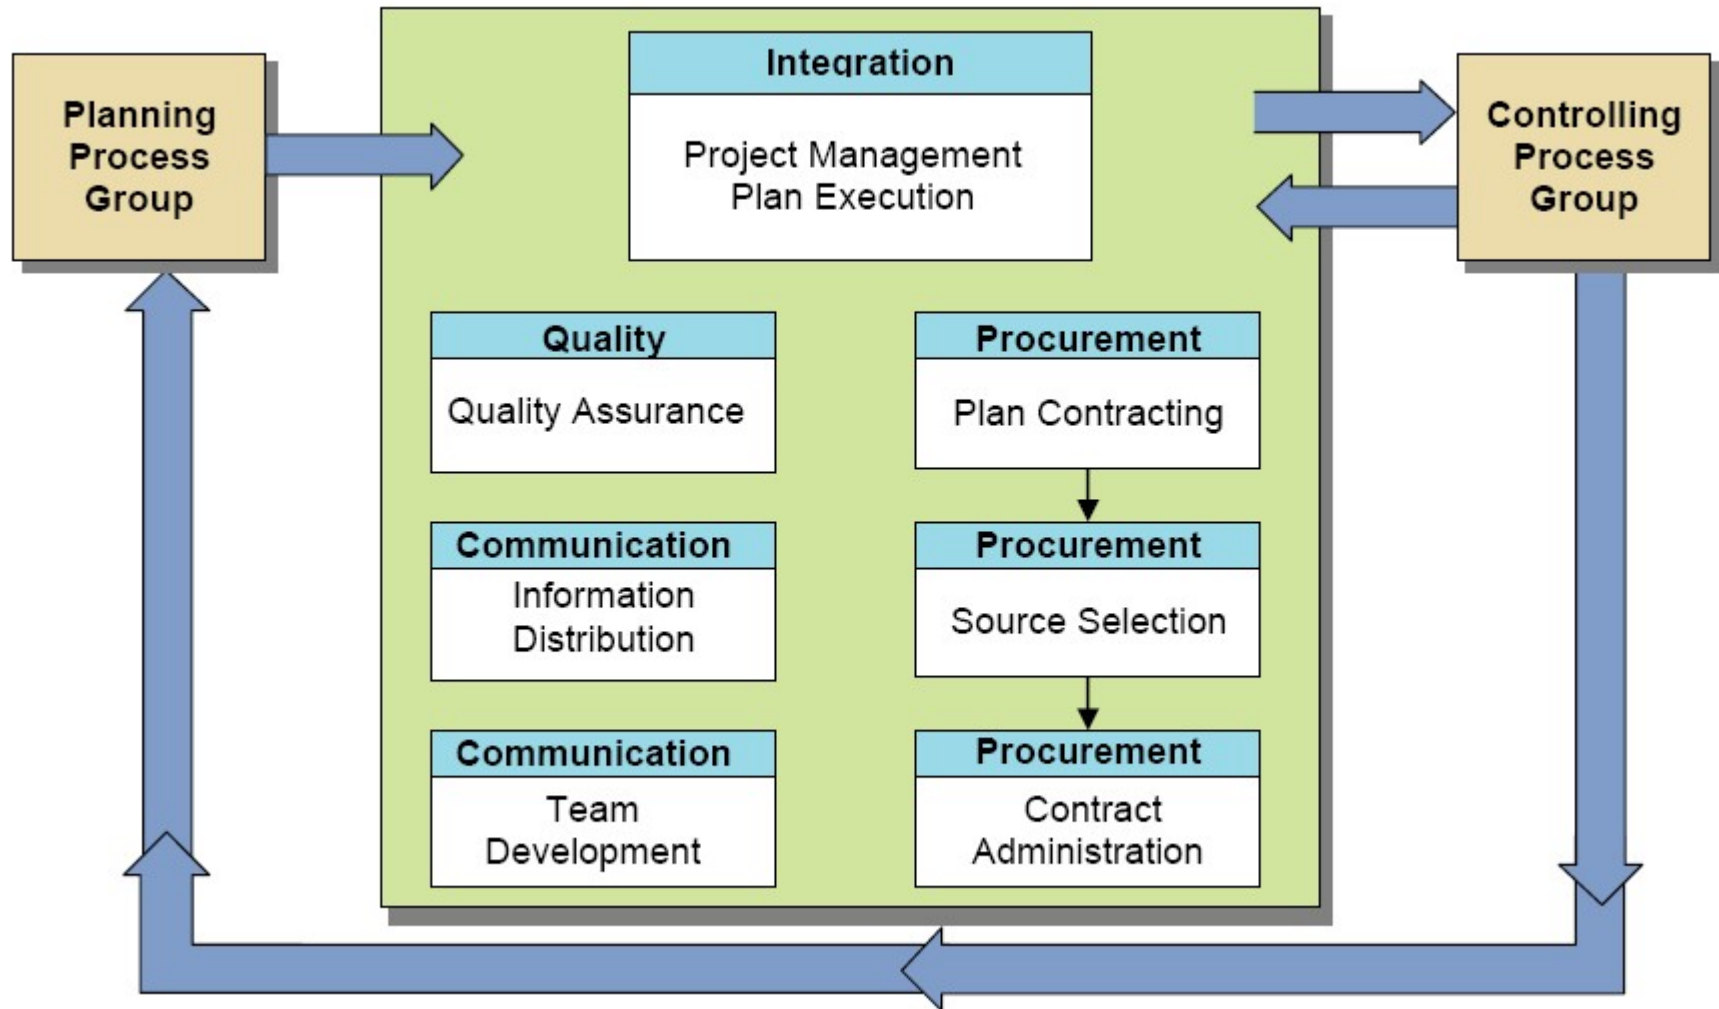 Planning
Process
Group
Integration
Project Management
Plan Execution
Controlling
Process
Group
Quality
Quality Assurance
Procurement
Plan Contracting
Communication
Information
Distribution
Procurement
Source Selection
Communication
Team
Development
Procurement
Contract
Administration